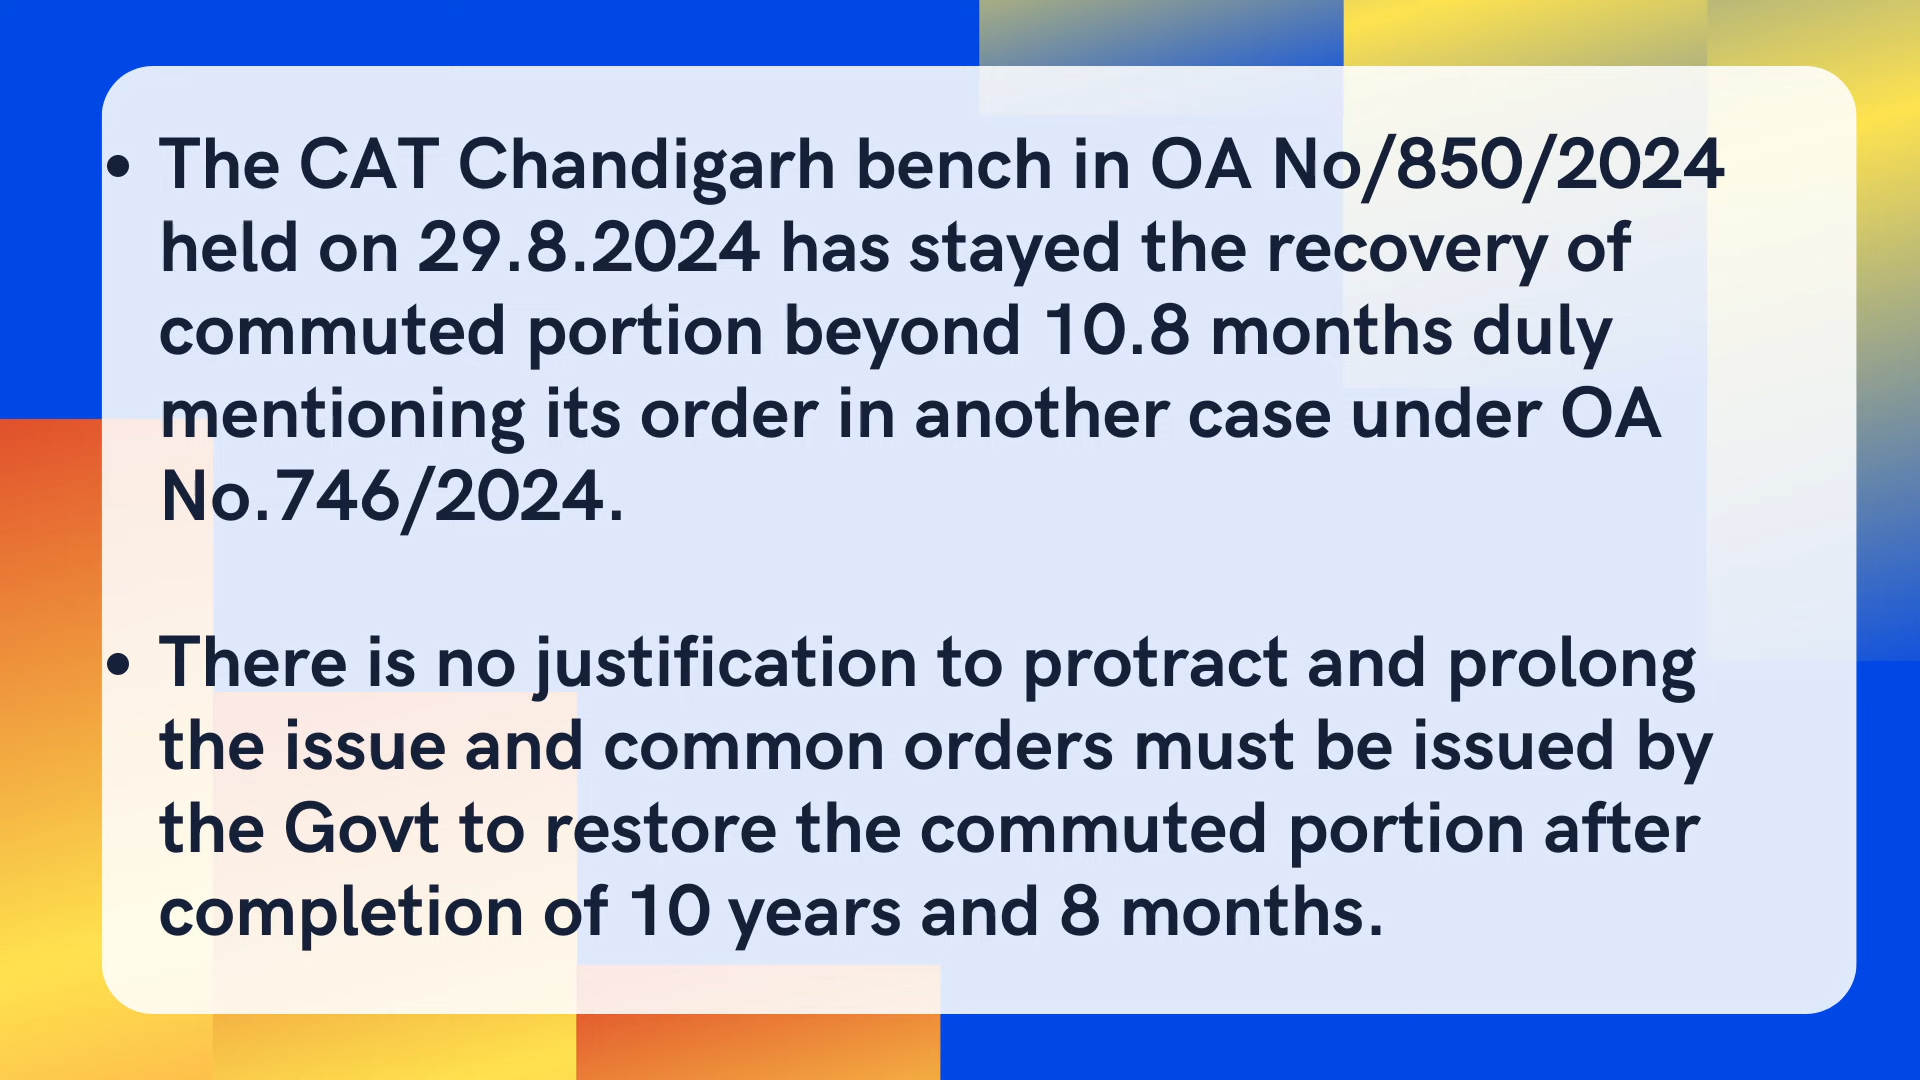 • The CAT Chandigarh bench in OA No/850/2024
held on 29.8.2024 has stayed the recovery of
commuted portion beyond 10.8 months duly
mentioning its order in another case under OA
No.746/2024.
• There is no justification to protract and prolong
the issue and common orders must be issued by
the Govt to restore the commuted portion after
completion of 10 years and 8 months.